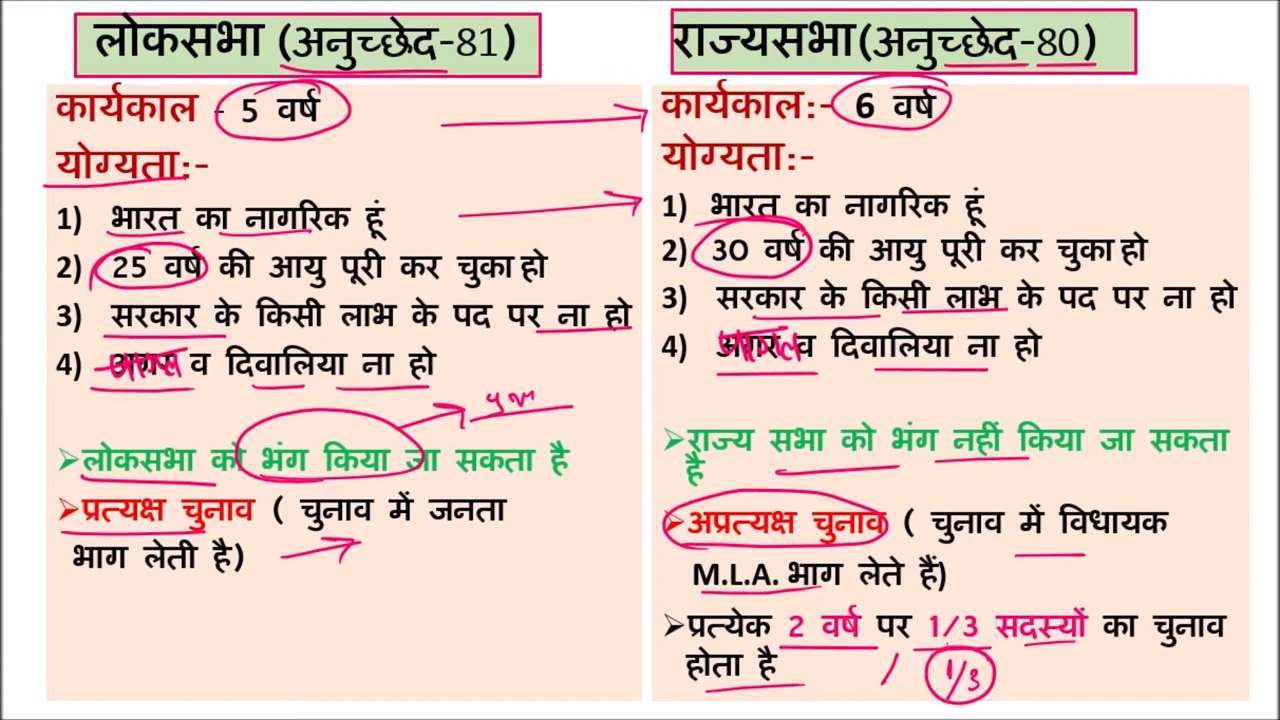 लोकसभा (अनुच्छेद-81)
कार्यकाल - 5 वर्ष
योग्यता:-
1) भारत का नागरिक हूं
2) 25 वर्ष की आयु पूरी कर चुका हो
3) सरकार के किसी लाभ के पद पर ना हो
4) पागल व दिवालिया ना हो
➢लोकसभा को भंग किया जा सकता है
➢प्रत्यक्ष चुनाव ( चुनाव में जनता
भाग लेती है)
राज्यसभा(अनुच्छेद-80)
कार्यकाल:- 6 वर्ष
योग्यता:-
1) भारत का नागरिक हूं
2) 30 वर्ष की आयु पूरी कर चुका हो
3) सरकार के किसी लाभ के पद पर ना हो
4) पागल व दिवालिया ना हो
➢राज्य सभा को भंग नहीं किया जा सकता
है
➢अप्रत्यक्ष चुनाव ( चुनाव में विधायक
M.L.A. भाग लेते हैं)
➢प्रत्येक 2 वर्ष पर 1/3 सदस्यों का चुनाव
होता है
1/3